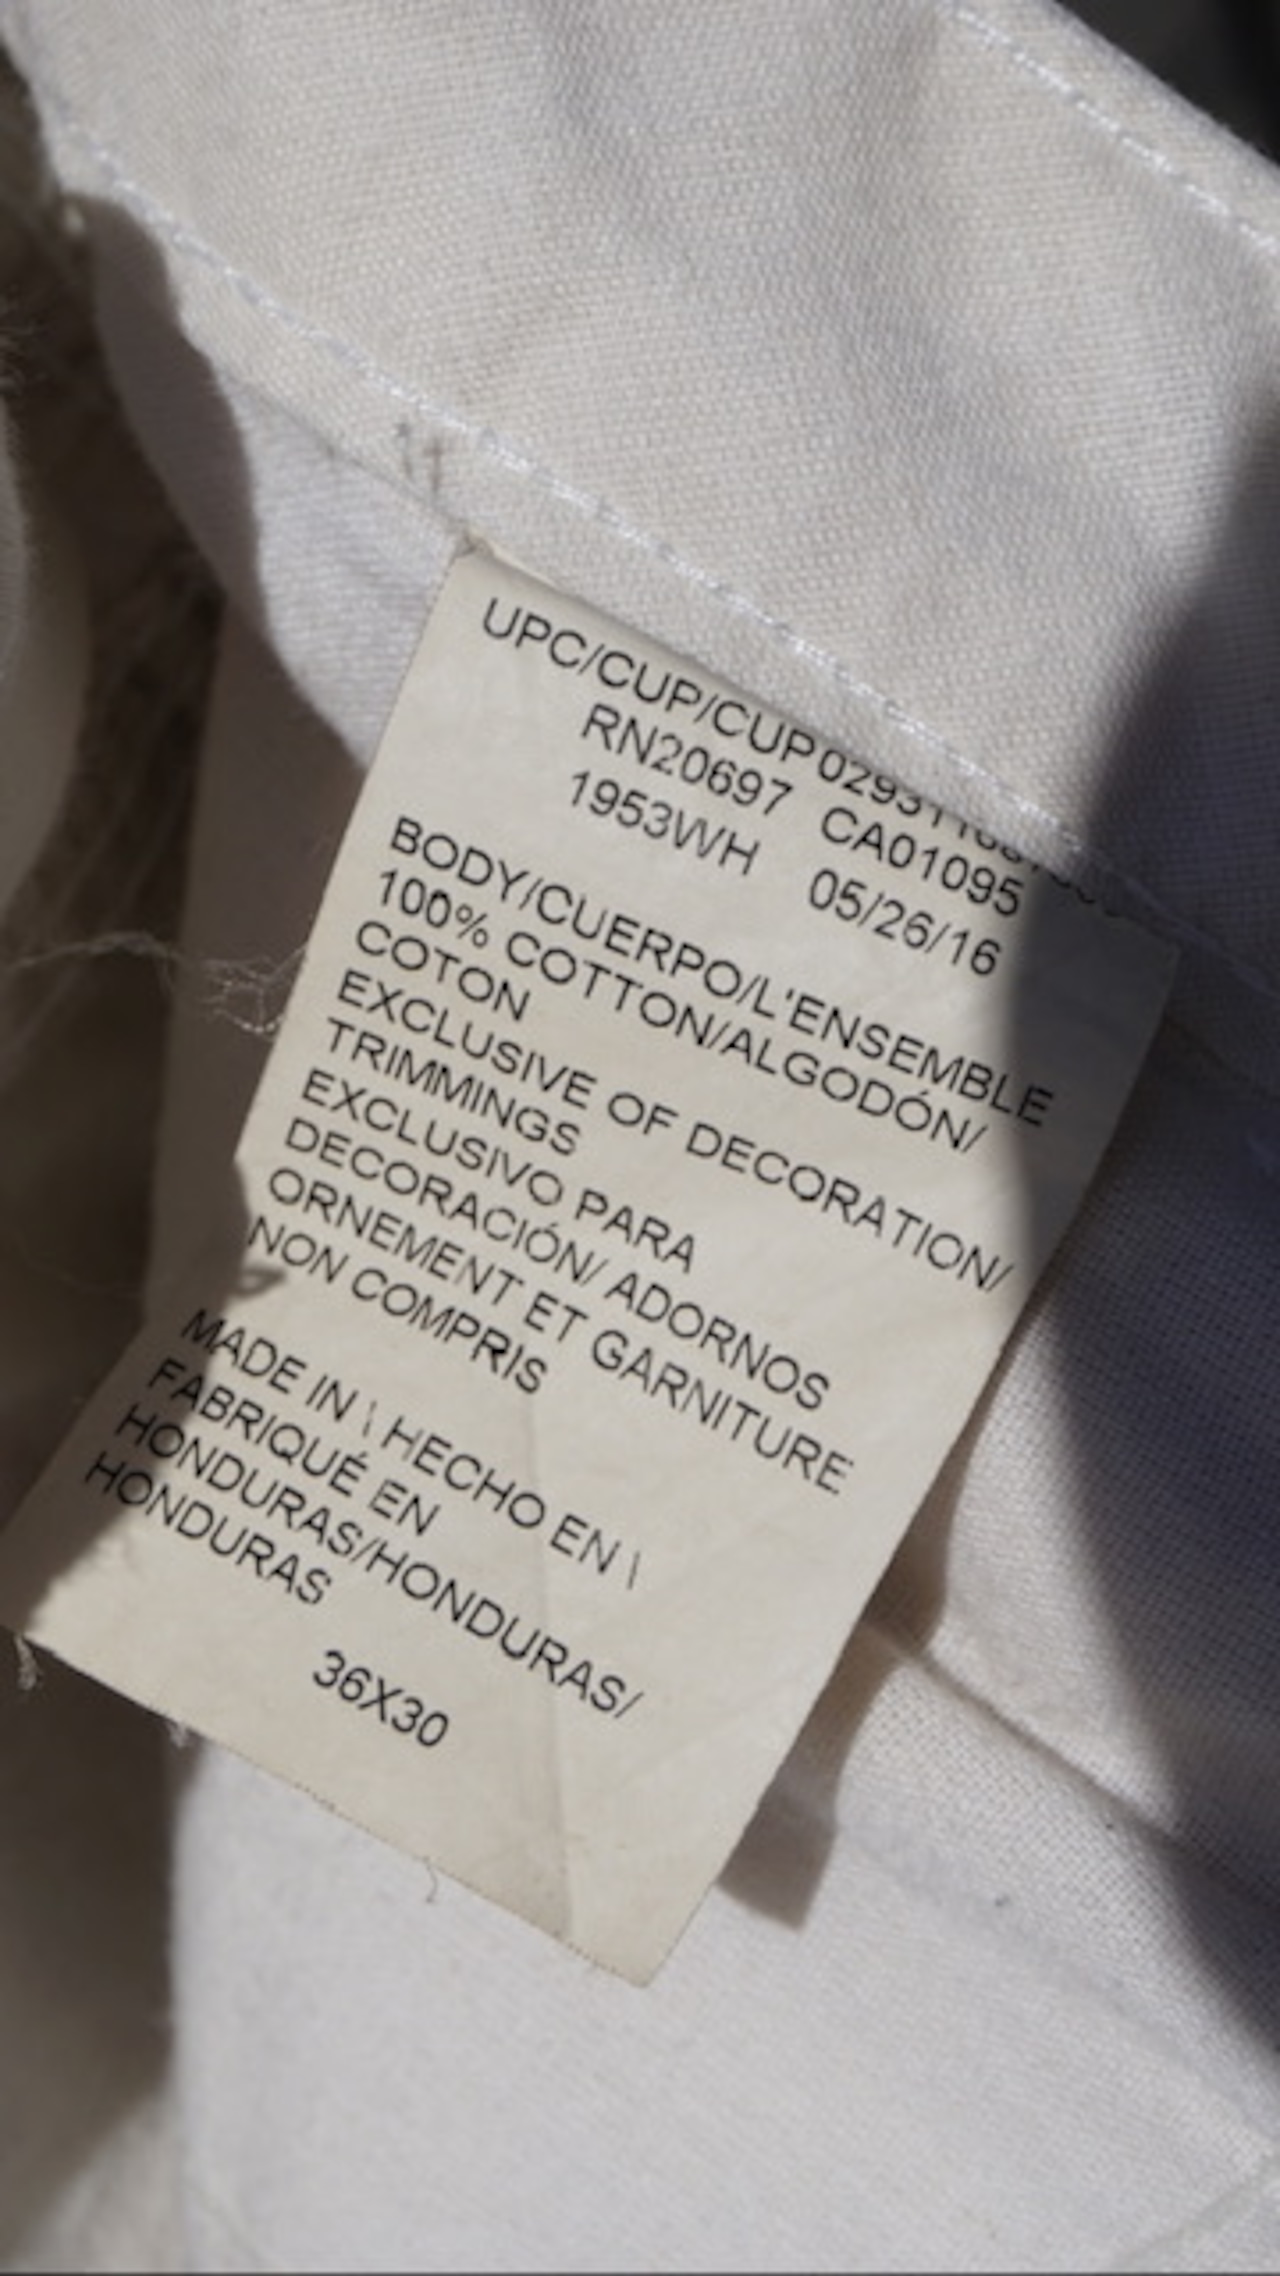 UPC/CUP/CUP
RN20697 CA01095
1953WH 05/26/16
BODY/CUERPO/L'ENSEMBLE
100% COTTON/ALGODÓN/
COTON
EXCLUSIVE OF DECORATION/
TRIMMINGS
EXCLUSIVO PARA
DECORACIÓN/ ADORNOS
ORNEMENT ET GARNITURE
NON COMPRIS
MADE IN \ HECHO EN \
FABRIQUÉ EN
HONDURAS/HONDURAS/
HONDURAS
36X30